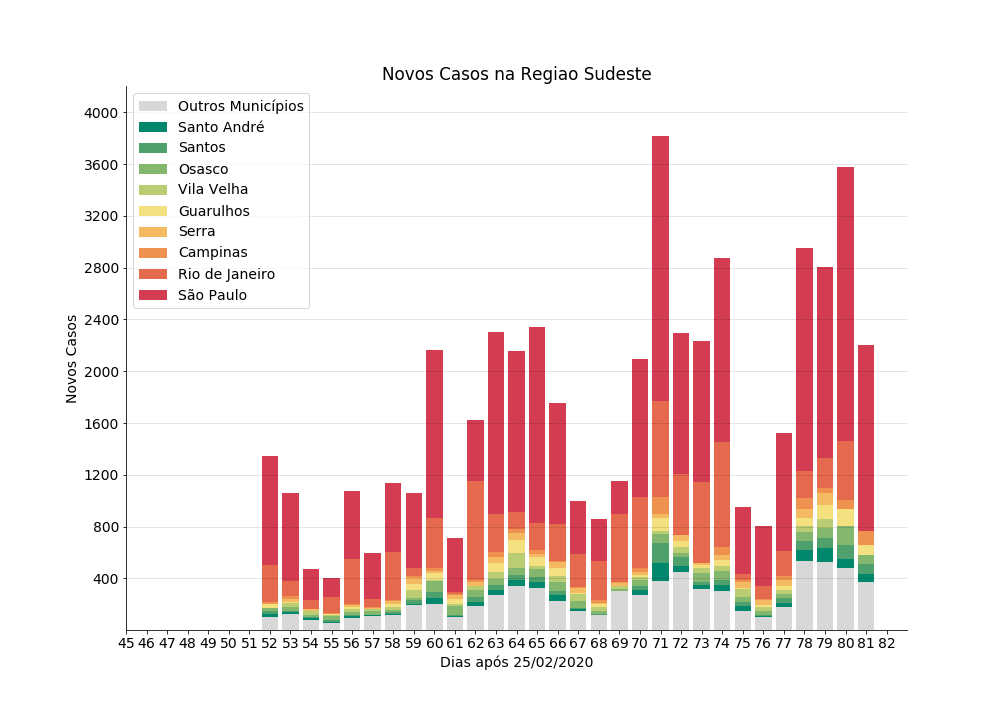 Novos Casos na Regiao Sudeste
Outros Municípios
Santo André
Santos
Osasco
Vila Velha
Guarulhos
Serra
Campinas
Rio de Janeiro
São Paulo
4000
3600
3200
2800
2400
2000
1600
1200
800
400
Novos Casos
45 46 47 48 49 50 51 52 53 54 55 56 57 58 59 60 61 62 63 64 65 66 67 68 69 70 71 72 73 74 75 76 77 78 79 80 81 82
Dias após 25/02/2020